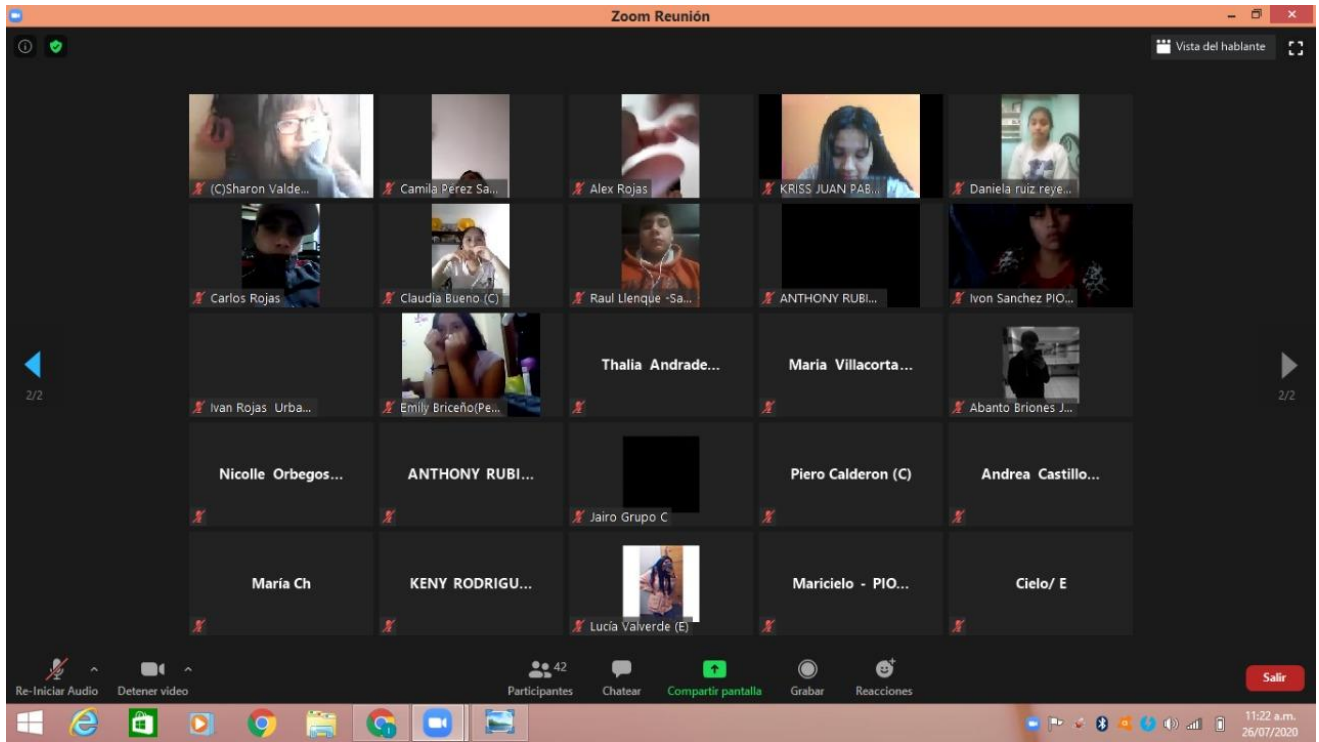 Zoom Reunión
Vista del hablante
(C)Sharon Valde...
Camila Perez Sa...
Alex Rojas
KRISS JUAN PAB...
Daniela ruiz reye...
Carlos Rojas
Claudia Bueno (C)
Raul Llenque -Sa...
ANTHONY RUBI...
Ivon Sanchez PIO...
2/2
2/2
Ivan Rojas Urba...
Emily Briceño(Pe...
Thalia Andrade...
Maria Villacorta...
Abanto Briones J...
Nicolle Orbegos...
ANTHONY RUBI...
Jairo Grupo C
Piero Calderon (C)
Andrea Castillo...
María Ch
KENY RODRIGU...
Lucía Valverde (E)
Maricielo - PIO...
Cielo/ E
Re-Iniciar Audio
Detener video
42
Participantes
Chatear
Compartir pantalla
Grabar
Reacciones
Salir
11:22 a.m.
26/07/2020